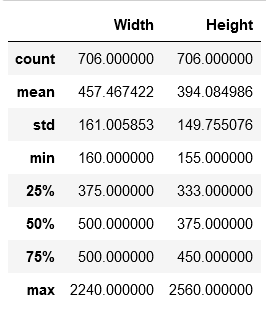 Width Height
count 706.000000 706.000000
mean 457.467422 394.084986
std 161.005853 149.755076
min 160.000000 155.000000
25% 375.000000 333.000000
50% 500.000000 375.000000
75% 500.000000 450.000000
max 2240.000000 2560.000000